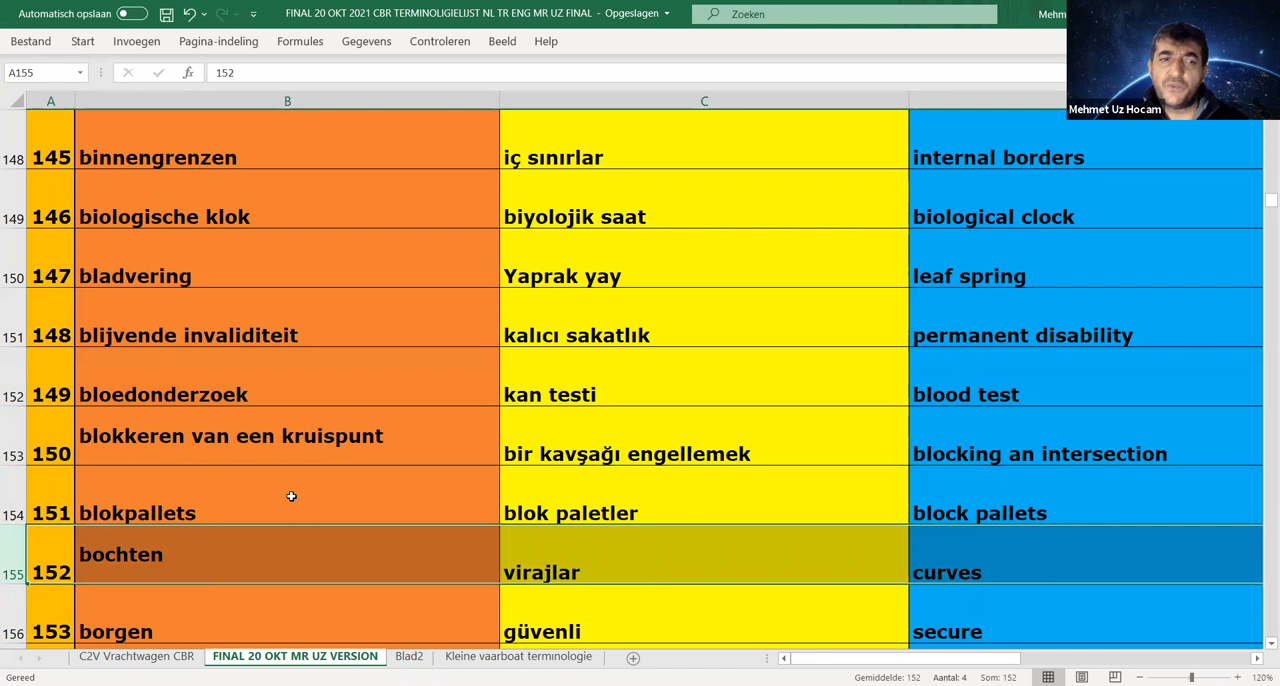 Automatisch opslaan
FINAL 20 OKT 2021 CBR TERMINOLIGIELIJST NL TR ENG MR UZ FINAL - Opgeslagen
Zoeken
Mehm
Bestand Start Invoegen Pagina-indeling Formules Gegevens Controleren Beeld Help
Mehmet Uz Hocam
A155 fx 152
A B C
148 145 binnengrenzen iç sınırlar internal borders
149 146 biologische klok biyolojik saat biological clock
150 147 bladvering Yaprak yay leaf spring
151 148 blijvende invaliditeit kalıcı sakatlık permanent disability
152 149 bloedonderzoek kan testi blood test
153 150 blokkeren van een kruispunt bir kavşağı engellemek blocking an intersection
154 151 blokpallets blok paletler block pallets
155 152 bochten virajlar curves
156 153 borgen güvenli secure
C2V Vrachtwagen CBR FINAL 20 OKT MR UZ VERSION Blad2 Kleine vaarboat terminologie
Gereed Gemiddelde: 152 Aantal: 4 Som: 152 120%